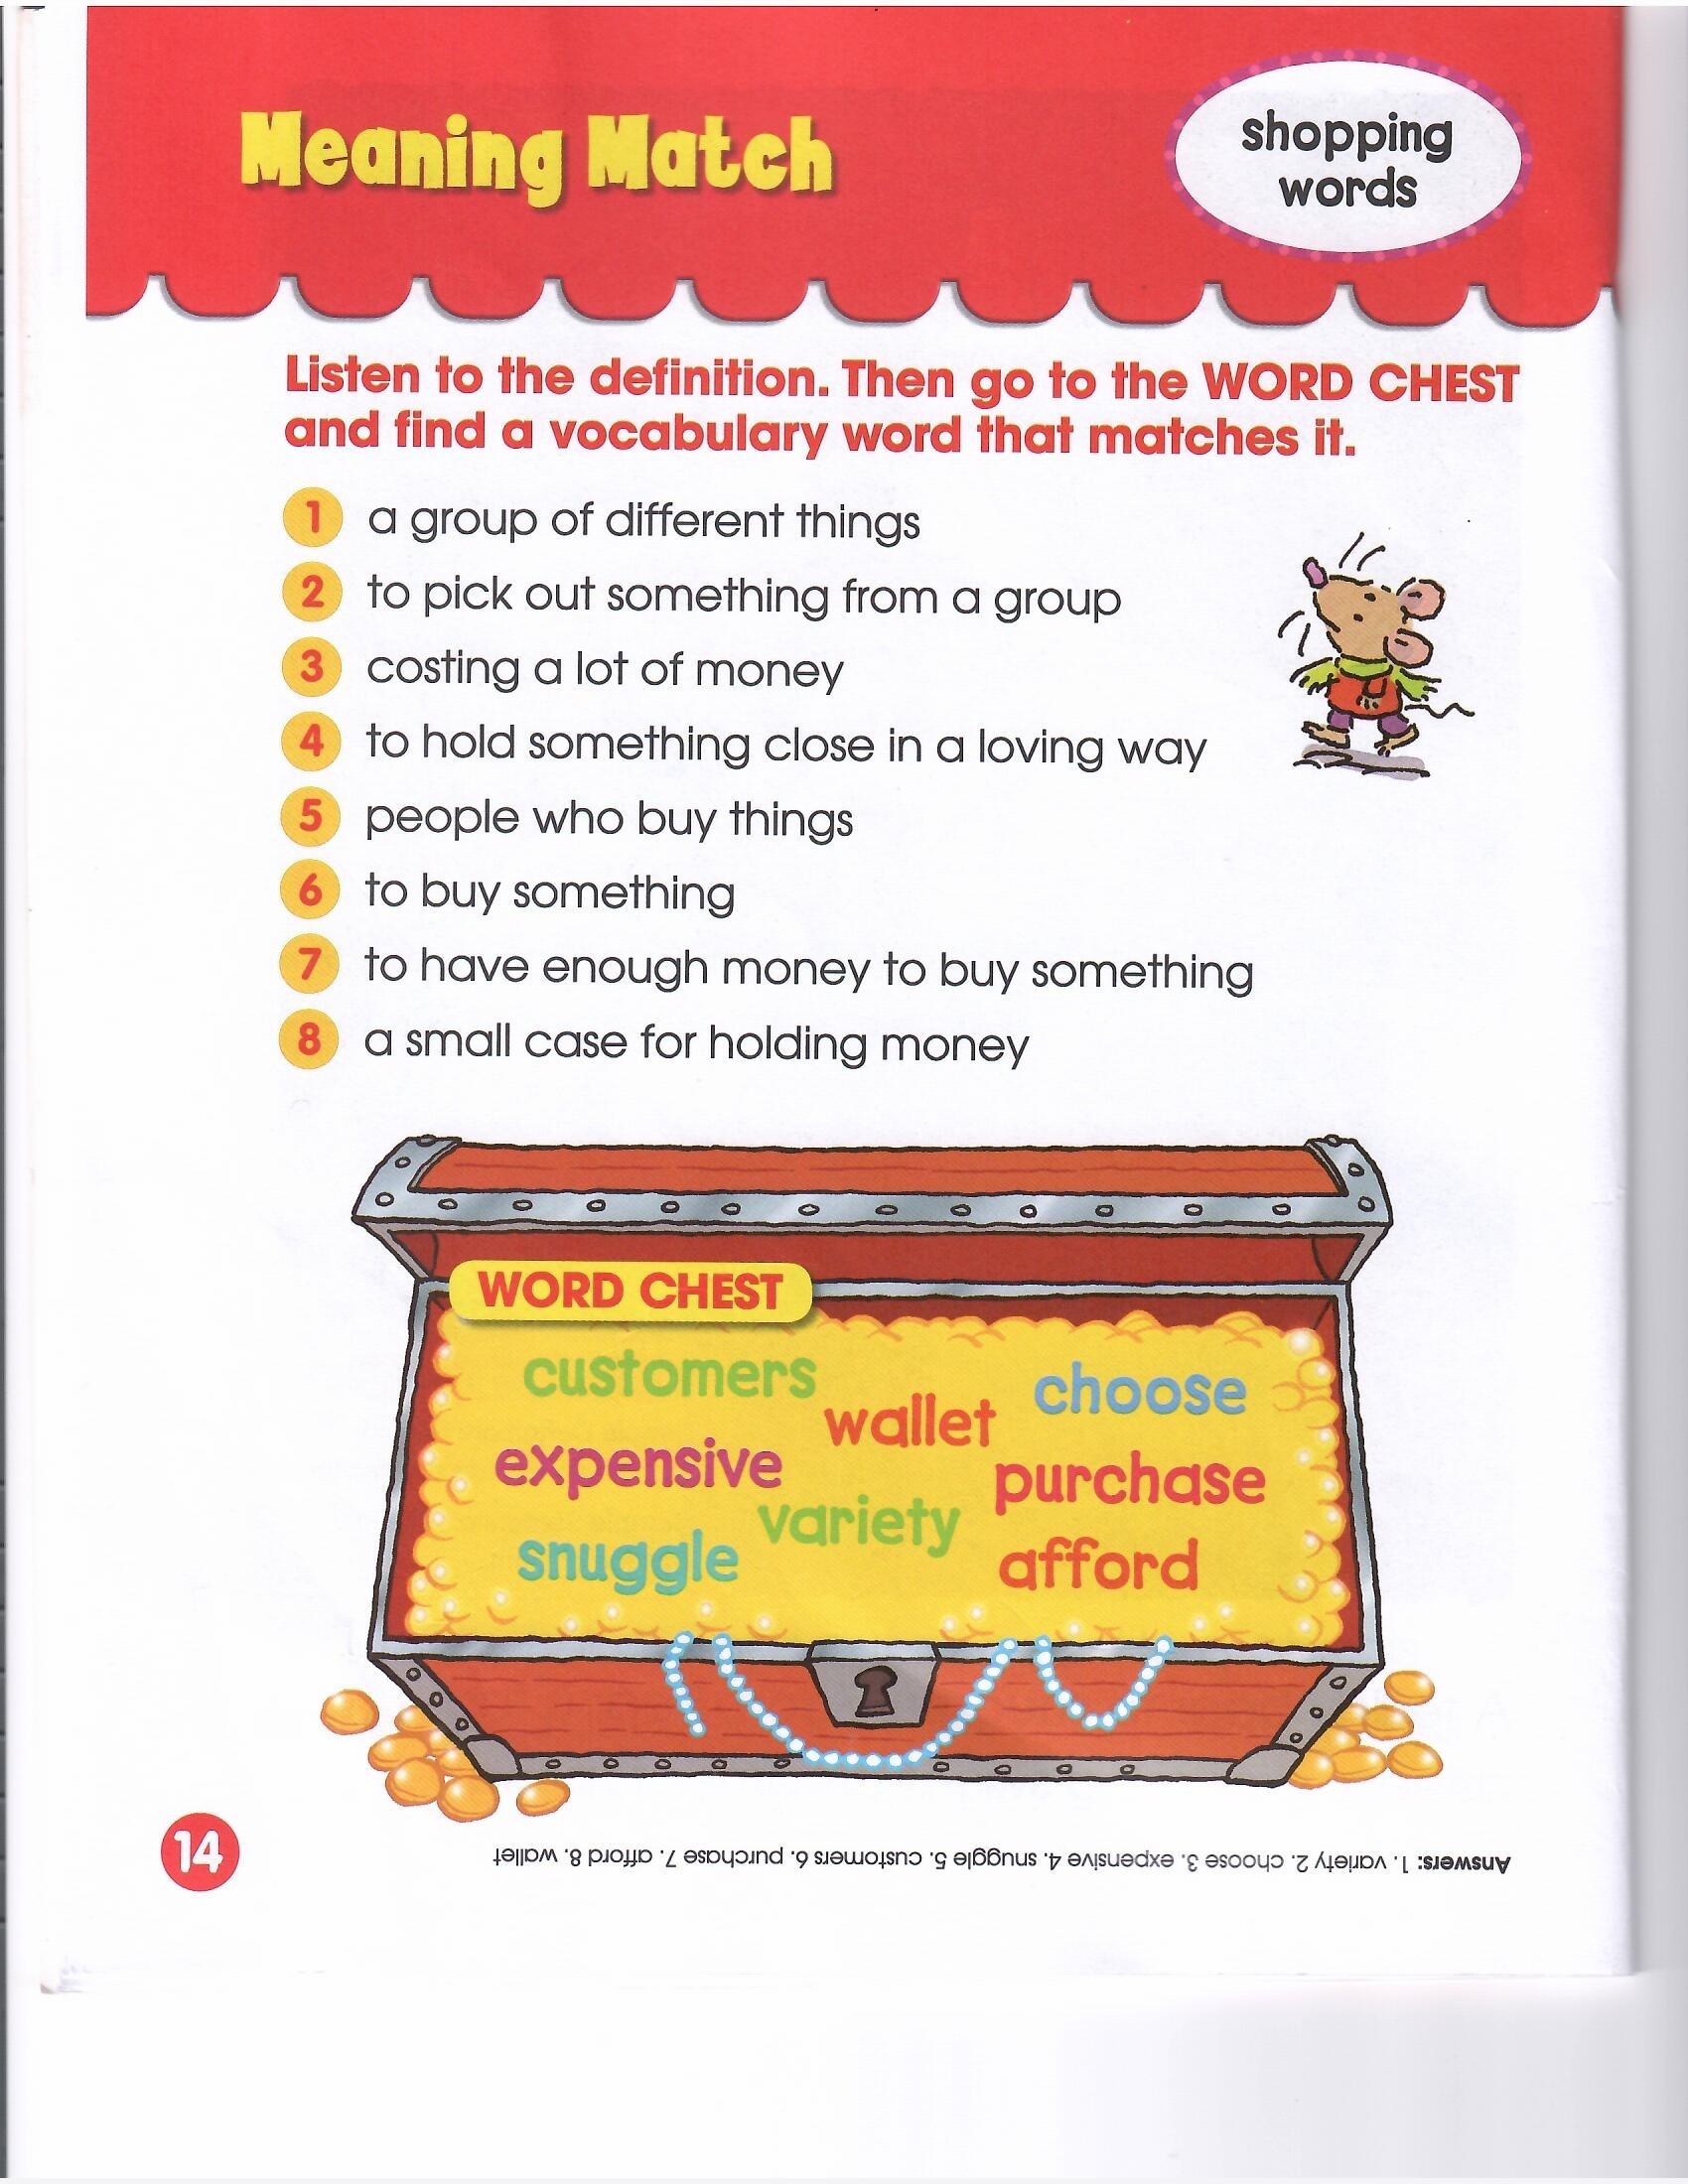 Meaning Match
shopping
words
Listen to the definition. Then go to the WORD CHEST
and find a vocabulary word that matches it.
1 a group of different things
2 to pick out something from a group
3 costing a lot of money
4 to hold something close in a loving way
5 people who buy things
6 to buy something
7 to have enough money to buy something
8 a small case for holding money
WORD CHEST
customers
choose
wallet
expensive
purchase
variety
snuggle
afford
14
Answers: 1. variety 2. choose 3. expensive 4. snuggle 5. customers 6. purchase 7. afford 8. wallet